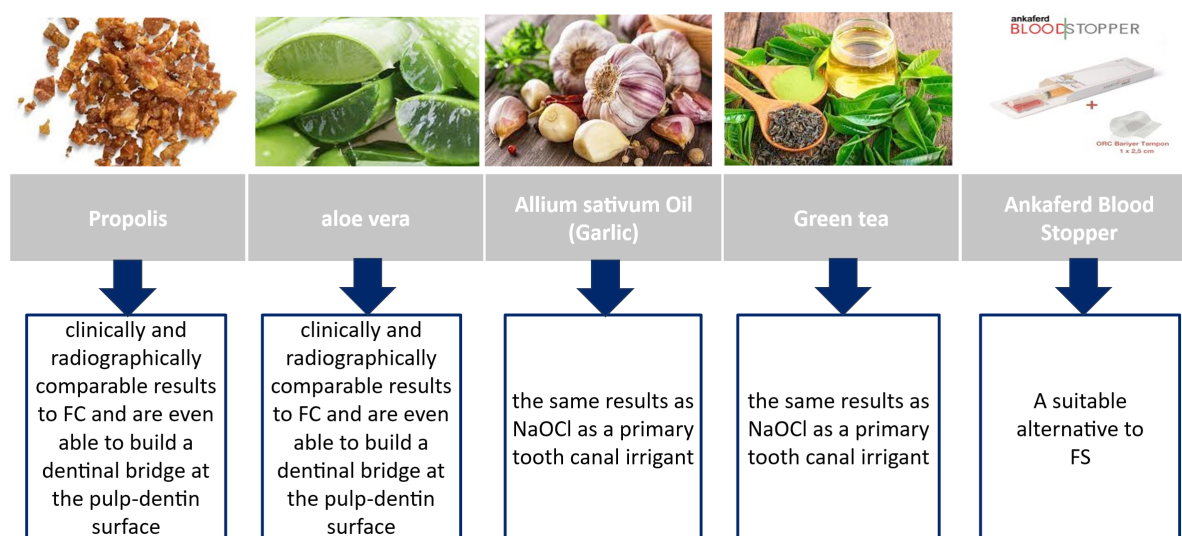 ankaferd
BLOODSTOPPER
+
ORC Bariyer Tampon
1 x 2,5 cm
Propolis
aloe vera
Allium sativum Oil
(Garlic)
Green tea
Ankaferd Blood
Stopper
clinically and
radiographically
comparable results
to FC and are even
able to build a
dentinal bridge at
the pulp-dentin
surface
clinically and
radiographically
comparable results
to FC and are even
able to build a
dentinal bridge at
the pulp-dentin
surface
the same results as
NaOCl as a primary
tooth canal irrigant
the same results as
NaOCl as a primary
tooth canal irrigant
A suitable
alternative to
FS